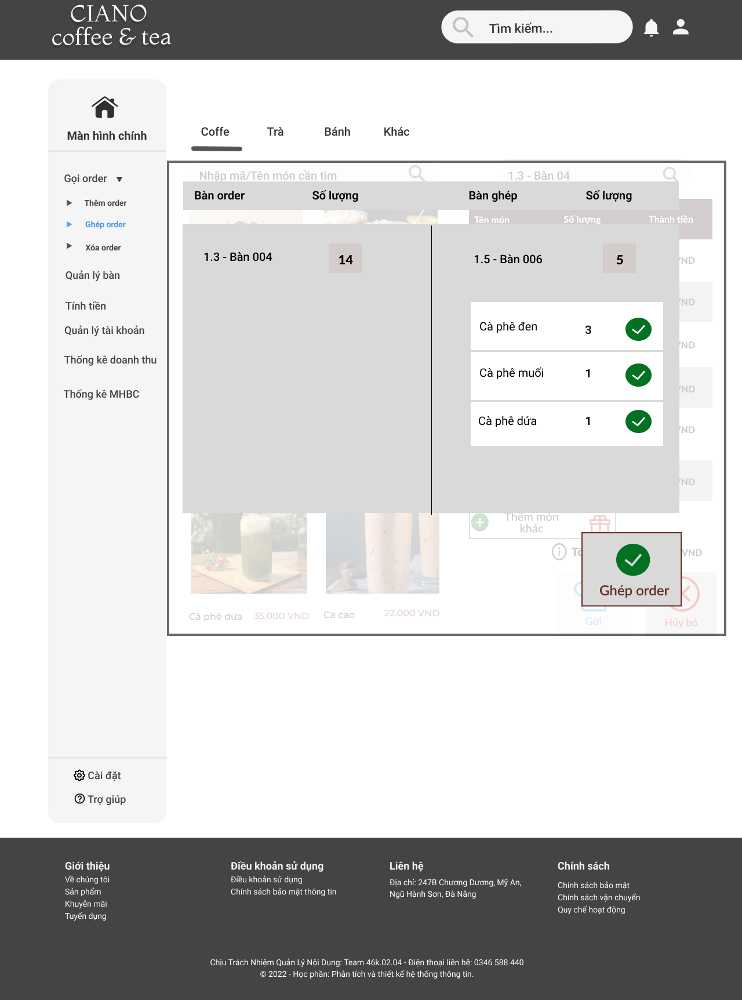 CIANO
coffee & tea
Tìm kiếm...
Màn hình chính
Coffe
Trà
Bánh
Khác
Gọi order
Thêm order
Ghép order
Xóa order
Quản lý bàn
Tính tiền
Quản lý tài khoản
Thống kê doanh thu
Thống kê MHBC
Nhập mã/Tên món cần tìm
1.3 - Bàn 04
Bàn order
Số lượng
Bàn ghép
Số lượng
Tên món
Số lượng
Thành tiền
1.3 - Bàn 004
14
1.5 - Bàn 006
5
VND
VND
Cà phê đen
3
VND
Cà phê muối
1
VND
Cà phê dứa
1
VND
VND
Thêm món
khác
VND
Ghép order
Cà phê dứa
35.000 VND
Ca cao
22.000 VND
Gửi
Hủy bỏ
Cài đặt
Trợ giúp
Giới thiệu
Về chúng tôi
Sản phẩm
Khuyễn mãi
Tuyển dụng
Điều khoản sử dụng
Điều khoản sử dụng
Chính sách bảo mật thông tin
Liên hệ
Địa chỉ: 247B Chương Dương, Mỹ An,
Ngũ Hành Sơn, Đà Nẵng
Chính sách
Chính sách bảo mật
Chính sách vận chuyển
Quy chế hoạt động
Chịu Trách Nhiệm Quản Lý Nội Dung: Team 46k.02.04 - Điện thoại liên hệ: 0346 588 440
© 2022 - Học phần: Phân tích và thiết kế hệ thống thông tin.